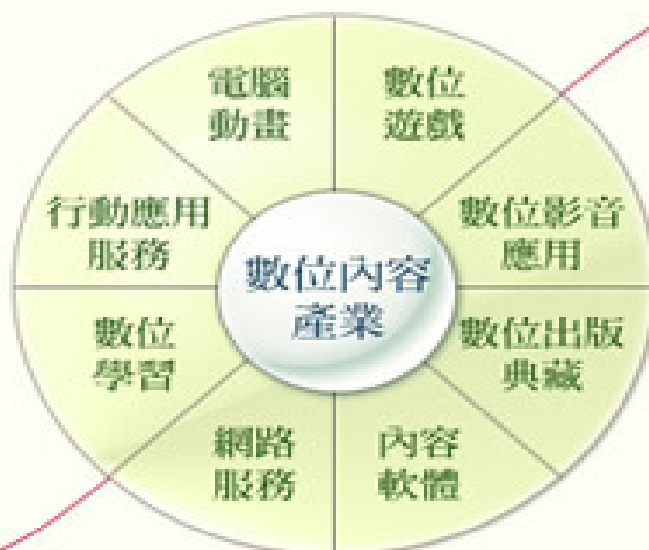 電腦
動畫
數位
遊戲
行動應用
服務
數位影音
應用
數位內容
產業
數位
學習
數位出版
典藏
網路
服務
內容
軟體